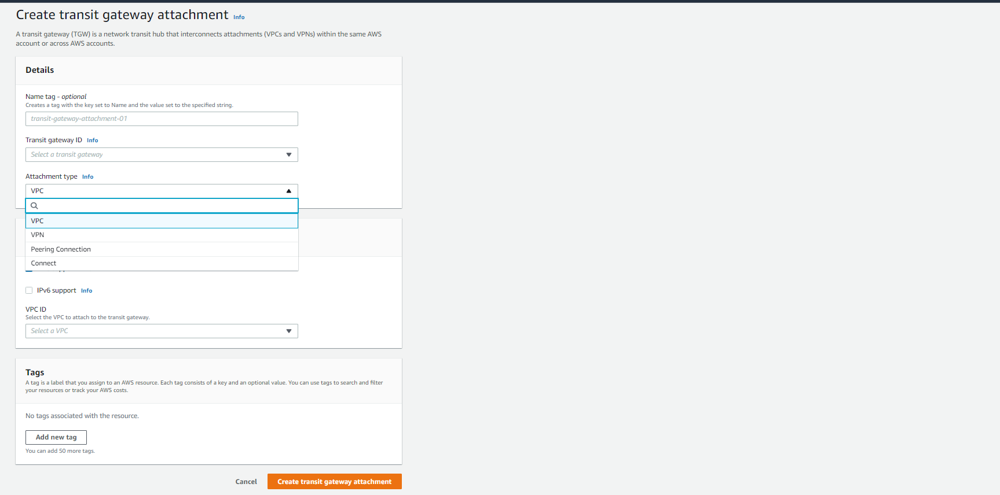 Create transit gateway attachment Info
A transit gateway (TGW) is a network transit hub that interconnects attachments (VPCs and VPNs) within the same AWS
account or across AWS accounts.
Details
Name tag - optional
Creates a tag with the key set to Name and the value set to the specified string.
transit-gateway-attachment-01
Transit gateway ID Info
Select a transit gateway
Attachment type Info
VPC
VPC
VPN
Peering Connection
Connect
IPv6 support Info
VPC ID
Select the VPC to attach to the transit gateway.
Select a VPC
Tags
A tag is a label that you assign to an AWS resource. Each tag consists of a key and an optional value. You can use tags to search and filter
your resources or track your AWS costs.
No tags associated with the resource.
Add new tag
You can add 50 more tags.
Cancel Create transit gateway attachment